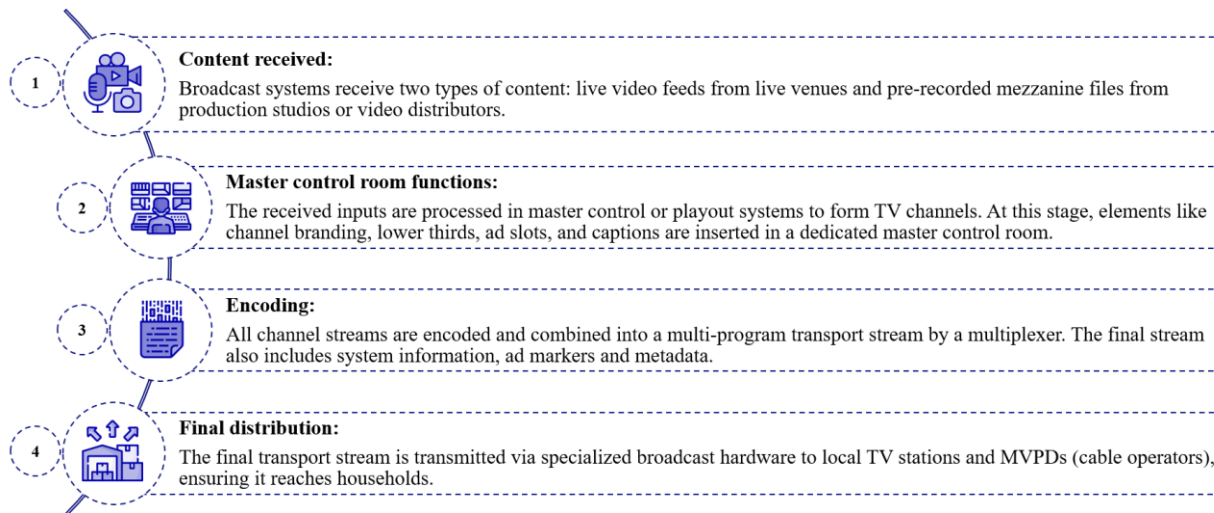 1
Content received:
Broadcast systems receive two types of content: live video feeds from live venues and pre-recorded mezzanine files from
production studios or video distributors.
2
Master control room functions:
The received inputs are processed in master control or playout systems to form TV channels. At this stage, elements like
channel branding, lower thirds, ad slots, and captions are inserted in a dedicated master control room.
3
Encoding:
All channel streams are encoded and combined into a multi-program transport stream by a multiplexer. The final stream
also includes system information, ad markers and metadata.
4
Final distribution:
The final transport stream is transmitted via specialized broadcast hardware to local TV stations and MVPDs (cable operators),
ensuring it reaches households.